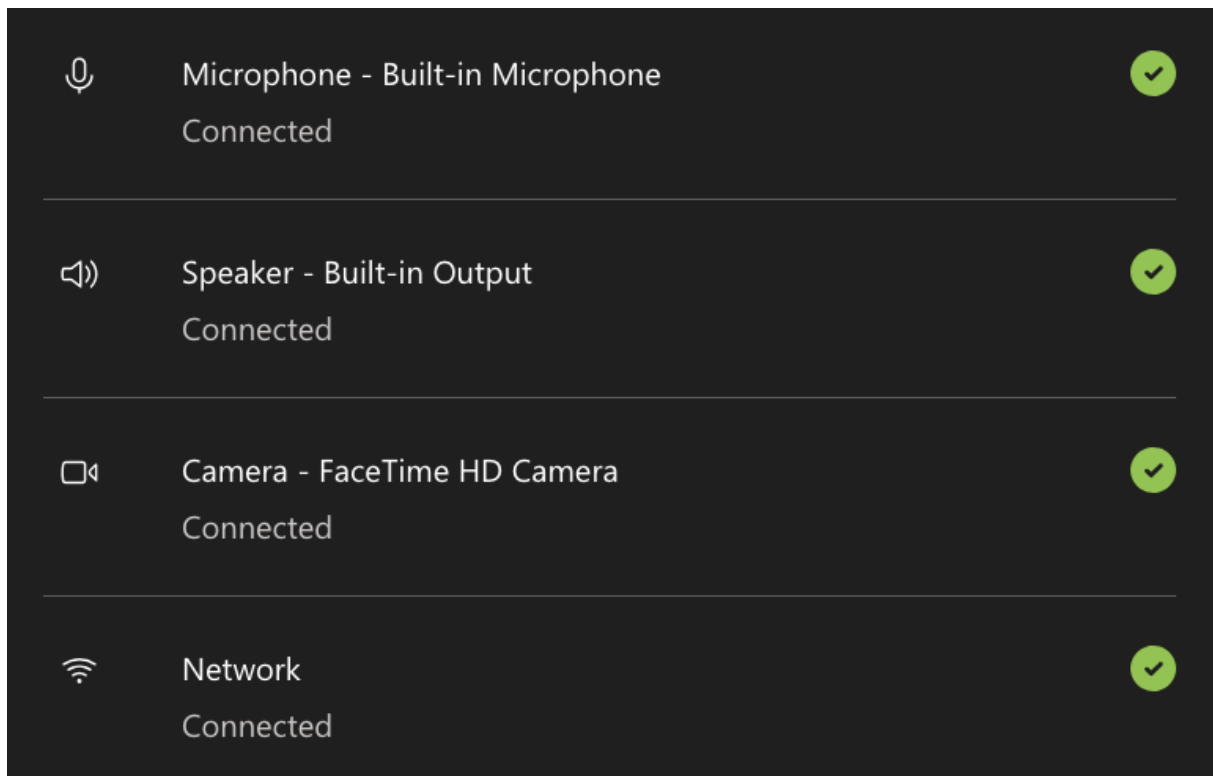 Microphone - Built-in Microphone
Connected
Speaker - Built-in Output
Connected
Camera - FaceTime HD Camera
Connected
Network
Connected